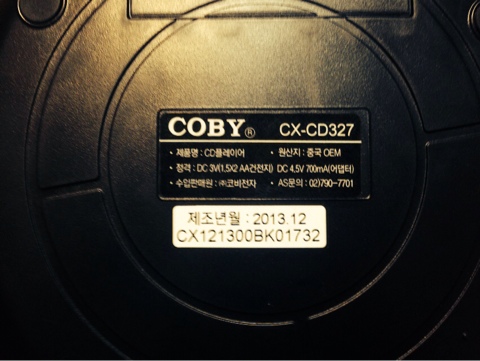 COBY® CX-CD327
• 제품명 : CD플레이어 • 원산지 : 중국 OEM
• 정격 : DC 3V(1.5X2 AA건전지) DC 4.5V 700mA(어댑터)
• 수입판매원 : ㈜코비전자 • AS문의 : 02)790-7701
제조년월 : 2013.12
CX121300BK01732